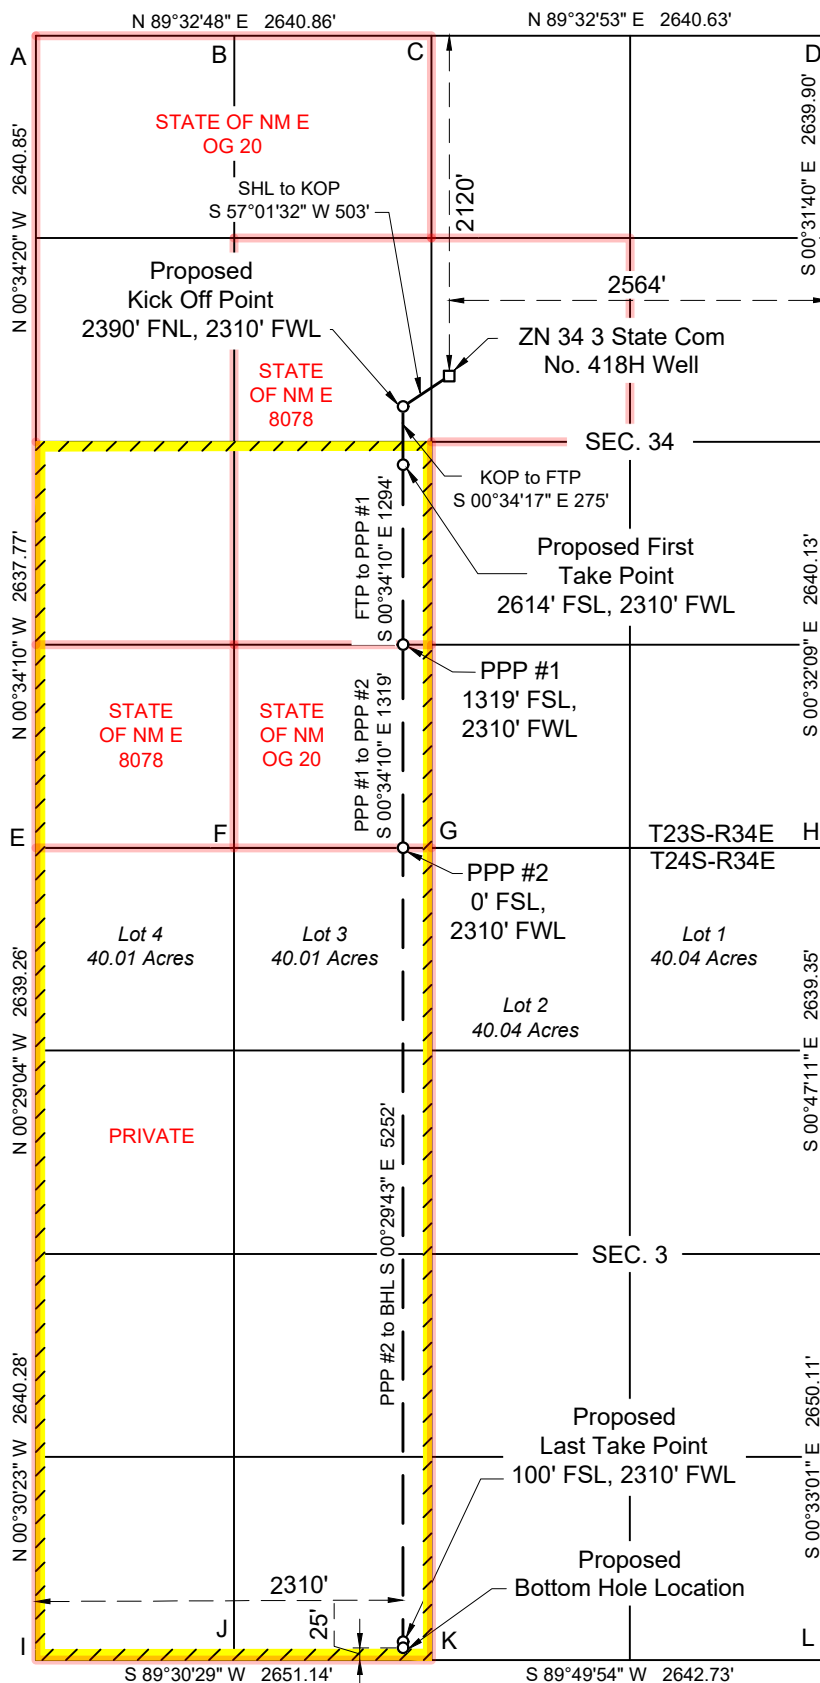 N 89°32'48" E 2640.86'
N 89°32'53" E 2640.63'
A
B
C
D
STATE OF NM E
OG 20
N 00°34'20" W 2640.85'
S 00°31'40" E 2639.90'
SHL to KOP
S 57°01'32" W 503'
2120'
Proposed
Kick Off Point
2390' FNL, 2310' FWL
2564'
ZN 34 3 State Com
No. 418H Well
STATE
OF NM E
8078
SEC. 34
KOP to FTP
S 00°34'17" E 275'
N 00°34'10" W 2637.77'
FTP to PPP #1
S 00°34'10" E 1294'
Proposed First
Take Point
2614' FSL, 2310' FWL
S 00°32'09" E 2640.13'
PPP #1
1319' FSL,
2310' FWL
STATE
OF NM E
8078
STATE
OF NM
OG 20
PPP #1 to PPP #2
S 00°34'10" E 1319'
E
F
G
H
T23S-R34E
T24S-R34E
PPP #2
0' FSL,
2310' FWL
Lot 4
40.01 Acres
Lot 3
40.01 Acres
Lot 2
40.04 Acres
Lot 1
40.04 Acres
N 00°29'04" W 2639.26'
S 00°47'11" E 2639.35'
PRIVATE
PPP #2 to BHL S 00°29'43" E 5252'
SEC. 3
N 00°30'23" W 2640.28'
S 00°33'01" E 2650.11'
Proposed
Last Take Point
100' FSL, 2310' FWL
Proposed
Bottom Hole Location
2310'
25'
I
J
K
L
S 89°30'29" W 2651.14'
S 89°49'54" W 2642.73'